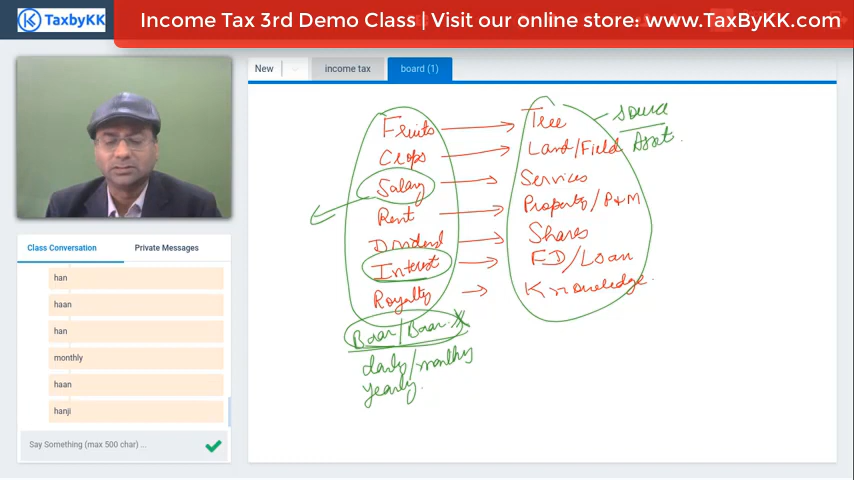 Income Tax 3rd Demo Class | Visit our online store: www.TaxByKK.com
TaxbyKK
New
income tax
board (1)
Fruits Tree
Crops Land/Field
Salary Services
Rent Property/P&M
Dividend Shares
Interest FD/Loan
Royalty Knowledge.
Source
Asset.
Baar/Baar
daily/monthly
yearly.
Class Conversation
Private Messages
han
haan
han
monthly
haan
hanji
Say Something (max 500 char) ...